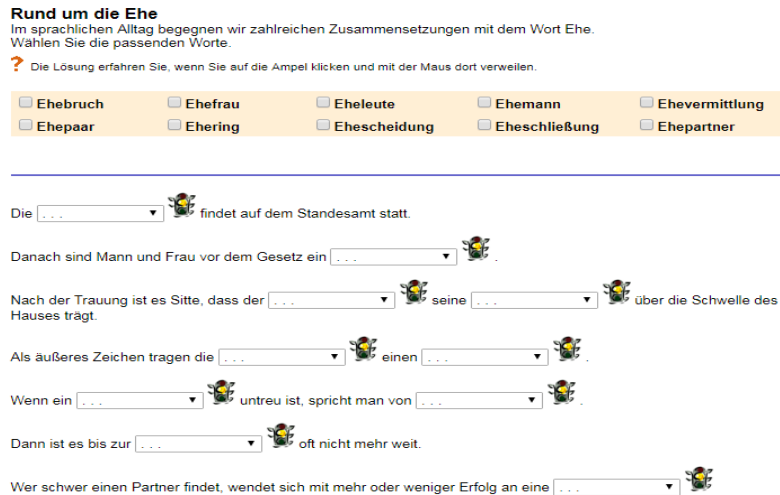 Rund um die Ehe
Im sprachlichen Alltag begegnen wir zahlreichen Zusammensetzungen mit dem Wort Ehe.
Wählen Sie die passenden Worte.
? Die Lösung erfahren Sie, wenn Sie auf die Ampel klicken und mit der Maus dort verweilen.
Ehebruch Ehefrau Eheleute Ehemann Ehevermittlung
Ehepaar Ehering Ehescheidung Eheschließung Ehepartner
Die . . . findet auf dem Standesamt statt.
Danach sind Mann und Frau vor dem Gesetz ein . . . .
Nach der Trauung ist es Sitte, dass der . . . seine . . . über die Schwelle des
Hauses trägt.
Als äußeres Zeichen tragen die . . . einen . . . .
Wenn ein . . . untreu ist, spricht man von . . . .
Dann ist es bis zur . . . oft nicht mehr weit.
Wer schwer einen Partner findet, wendet sich mit mehr oder weniger Erfolg an eine . . .